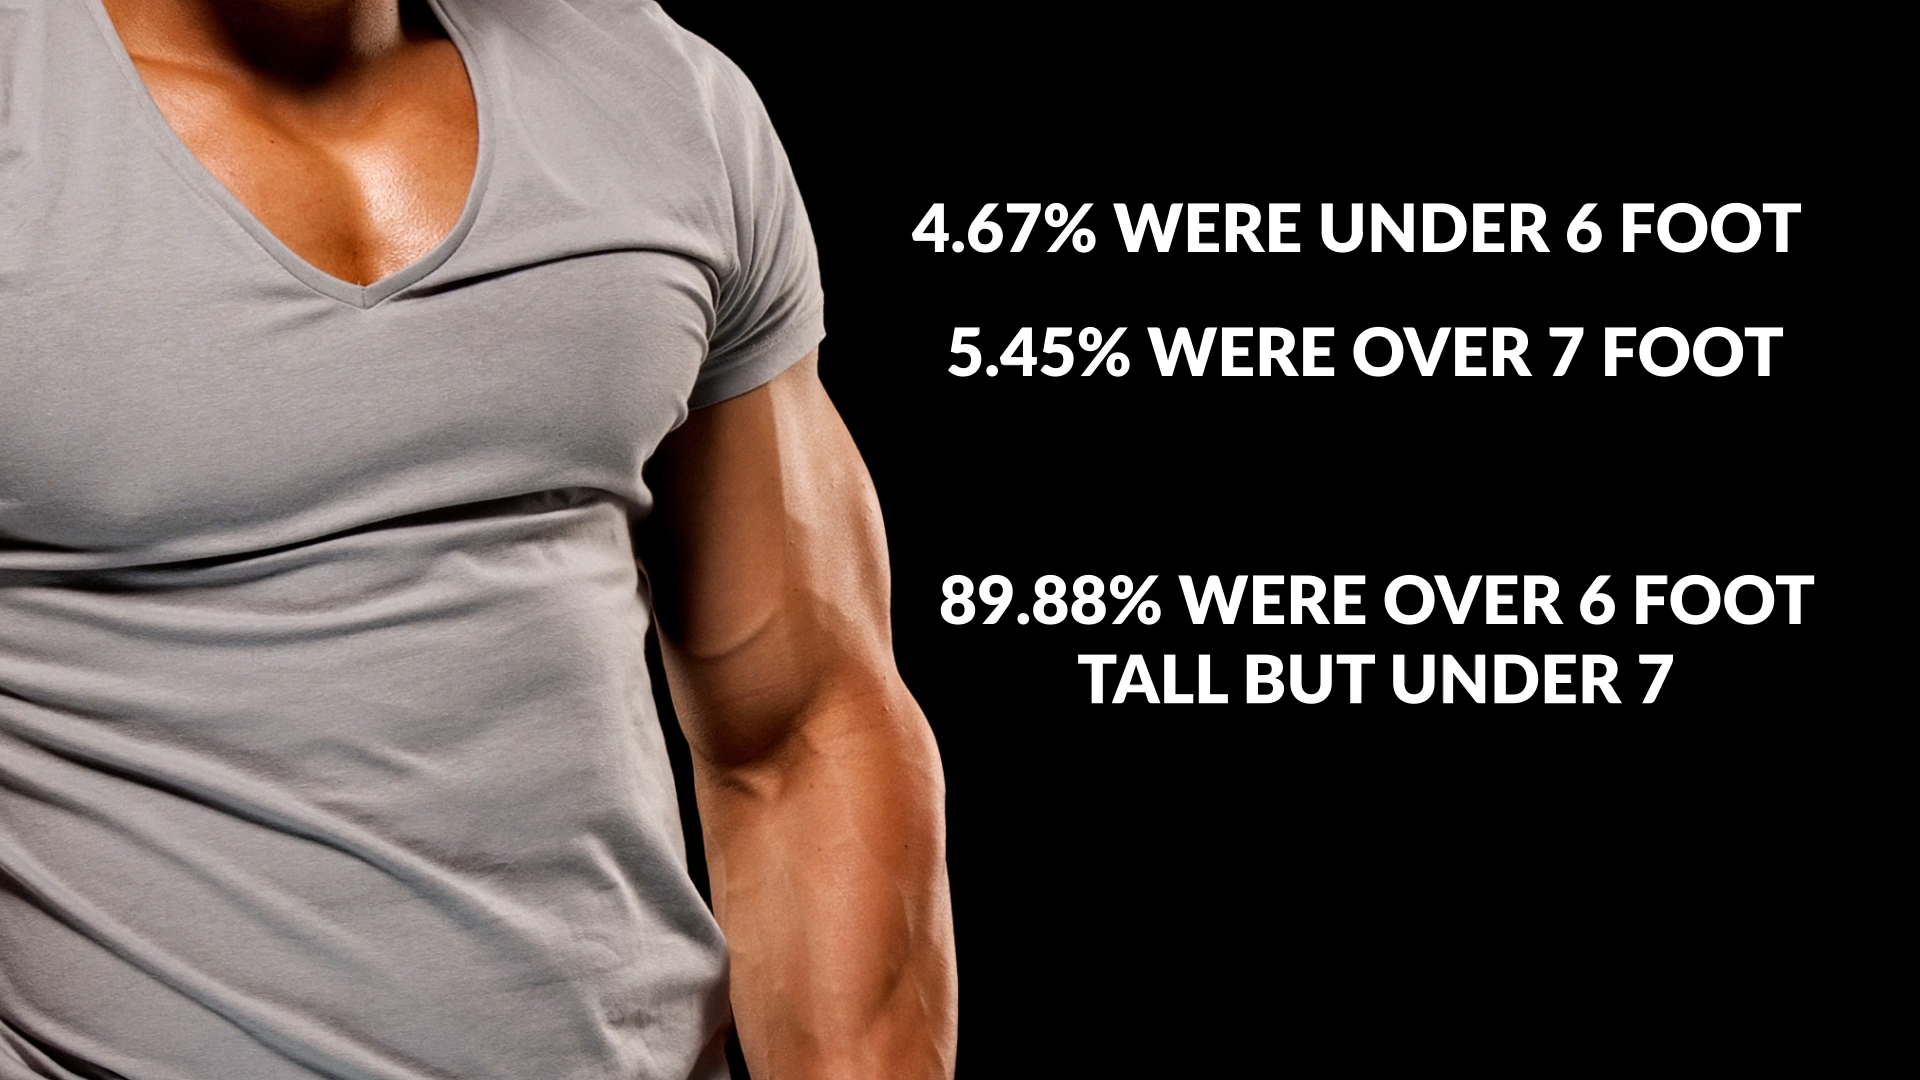 4.67% WERE UNDER 6 FOOT
5.45% WERE OVER 7 FOOT
89.88% WERE OVER 6 FOOT
TALL BUT UNDER 7